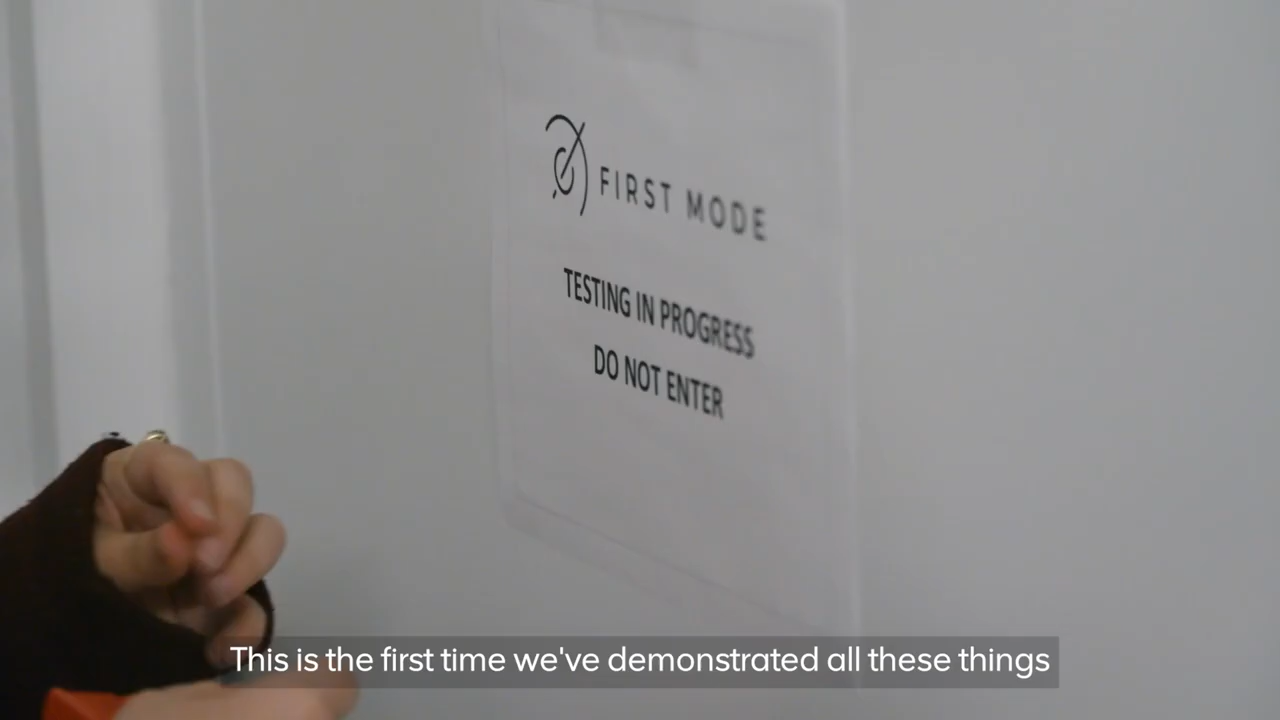 FIRST MODE
TESTING IN PROGRESS
DO NOT ENTER
This is the first time we've demonstrated all these things